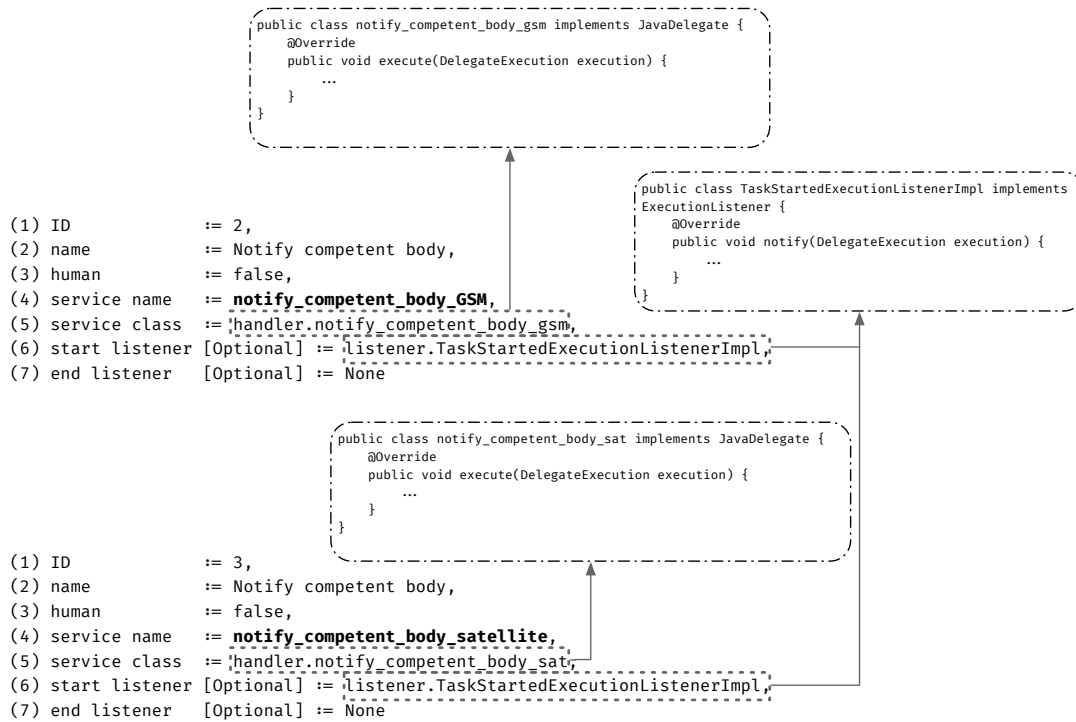 public class notify_competent_body_gsm implements JavaDelegate {
@Override
public void execute(DelegateExecution execution) {
...
}
}
public class TaskStartedExecutionListenerImpl implements
ExecutionListener {
@Override
public void notify(DelegateExecution execution) {
...
}
}
(1) ID := 2,
(2) name := Notify competent body,
(3) human := false,
(4) service name := notify_competent_body_GSM,
(5) service class := handler.notify_competent_body_gsm,
(6) start listener [Optional] := listener.TaskStartedExecutionListenerImpl,
(7) end listener [Optional] := None
public class notify_competent_body_sat implements JavaDelegate {
@Override
public void execute(DelegateExecution execution) {
...
}
}
(1) ID := 3,
(2) name := Notify competent body,
(3) human := false,
(4) service name := notify_competent_body_satellite,
(5) service class := handler.notify_competent_body_sat,
(6) start listener [Optional] := listener.TaskStartedExecutionListenerImpl,
(7) end listener [Optional] := None